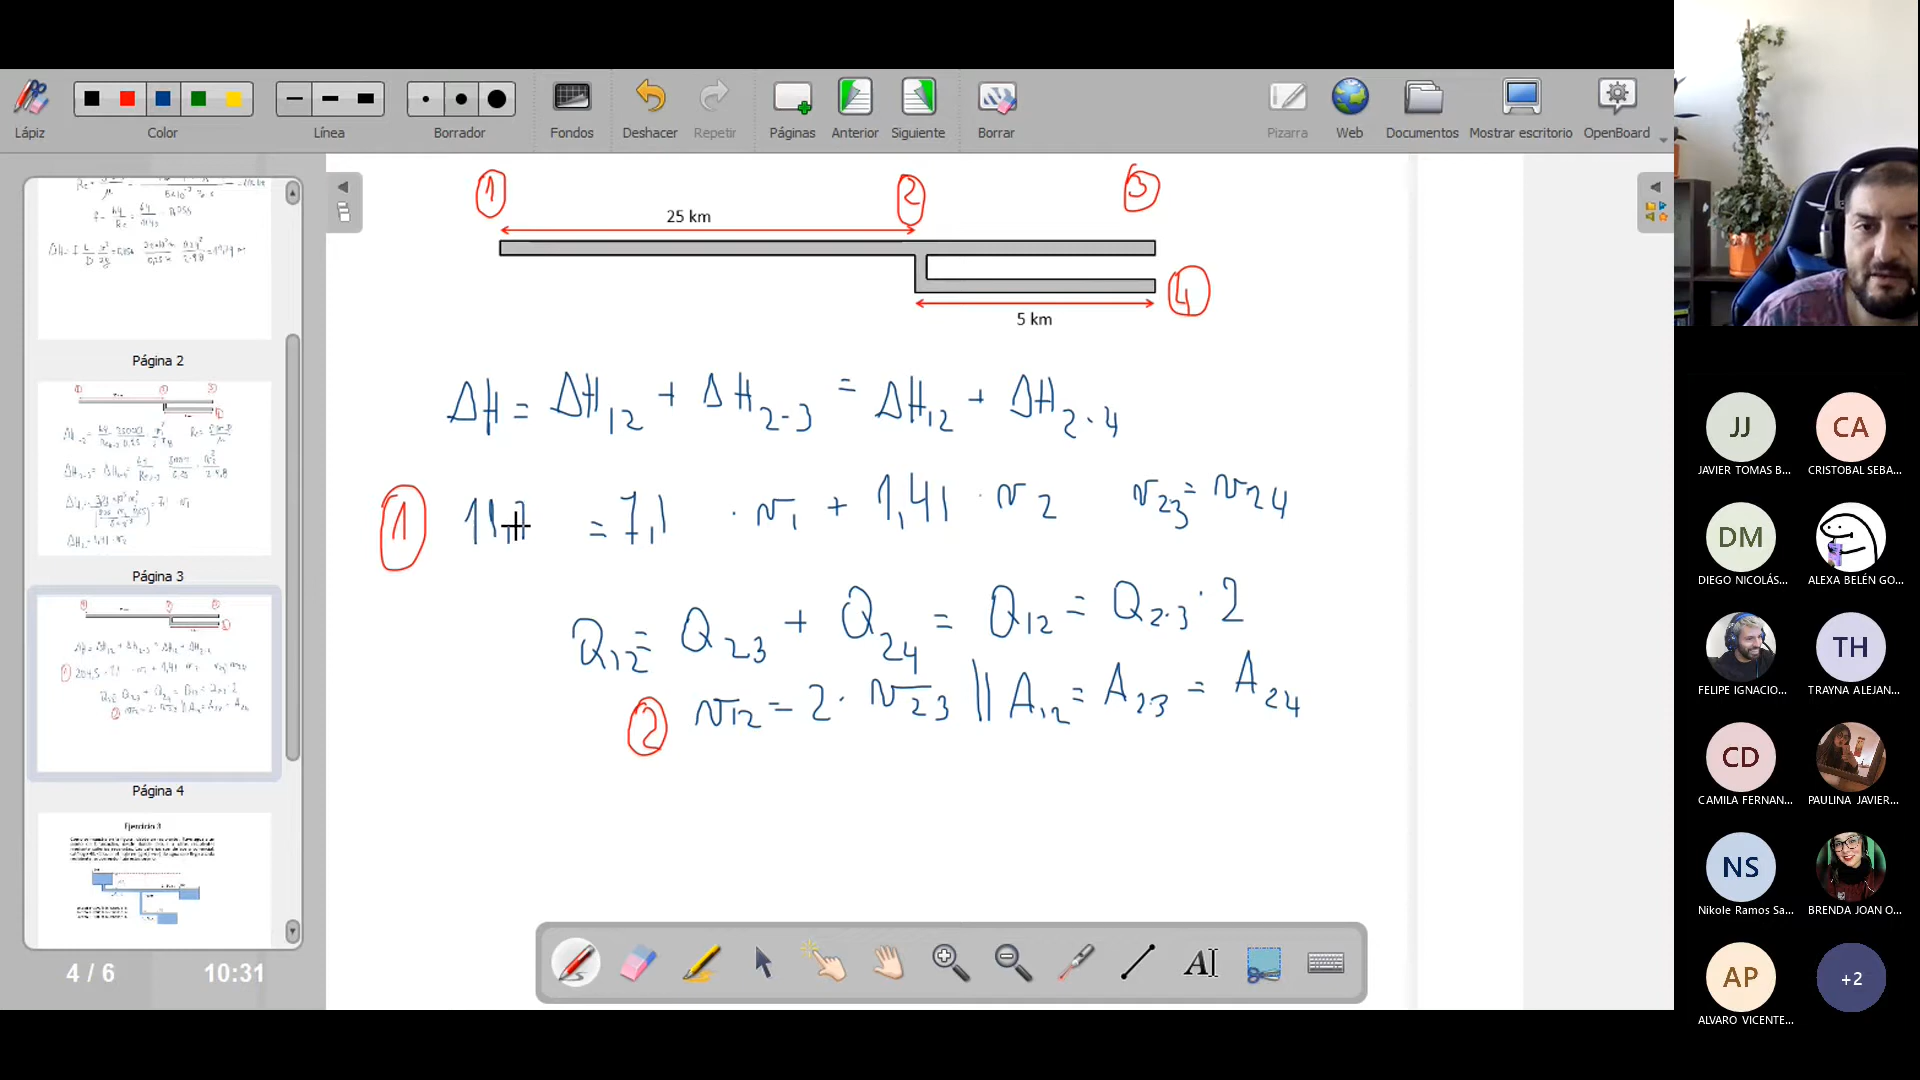 Lápiz
Color
Línea
Borrador
Fondos
Deshacer
Repetir
Páginas
Anterior
Siguiente
Borrar
Pizarra
Web
Documentos
Mostrar escritorio
OpenBoard
Página 2
Página 3
Página 4
Ejercicio 3
4 / 6
10:31
1
2
3
25 km
4
5 km
ΔH = ΔH12 + ΔH2-3 = ΔH12 + ΔH2-4
1
= 7,1 · v1 + 1,41 · v2
v23 = v24
Q12 = Q23 + Q24 = Q12 = Q2-3 · 2
2
v12 = 2 · v23 || A12 = A23 = A24
JJ
JAVIER TOMAS B...
CA
CRISTOBAL SEBA...
DM
DIEGO NICOLÁS...
ALEXA BELÉN GO...
FELIPE IGNACIO...
TH
TRAYNA ALEJAN...
CD
CAMILA FERNAN...
PAULINA JAVIER...
NS
Nikole Ramos Sa...
BRENDA JOAN O...
AP
ALVARO VICENTE...
+2